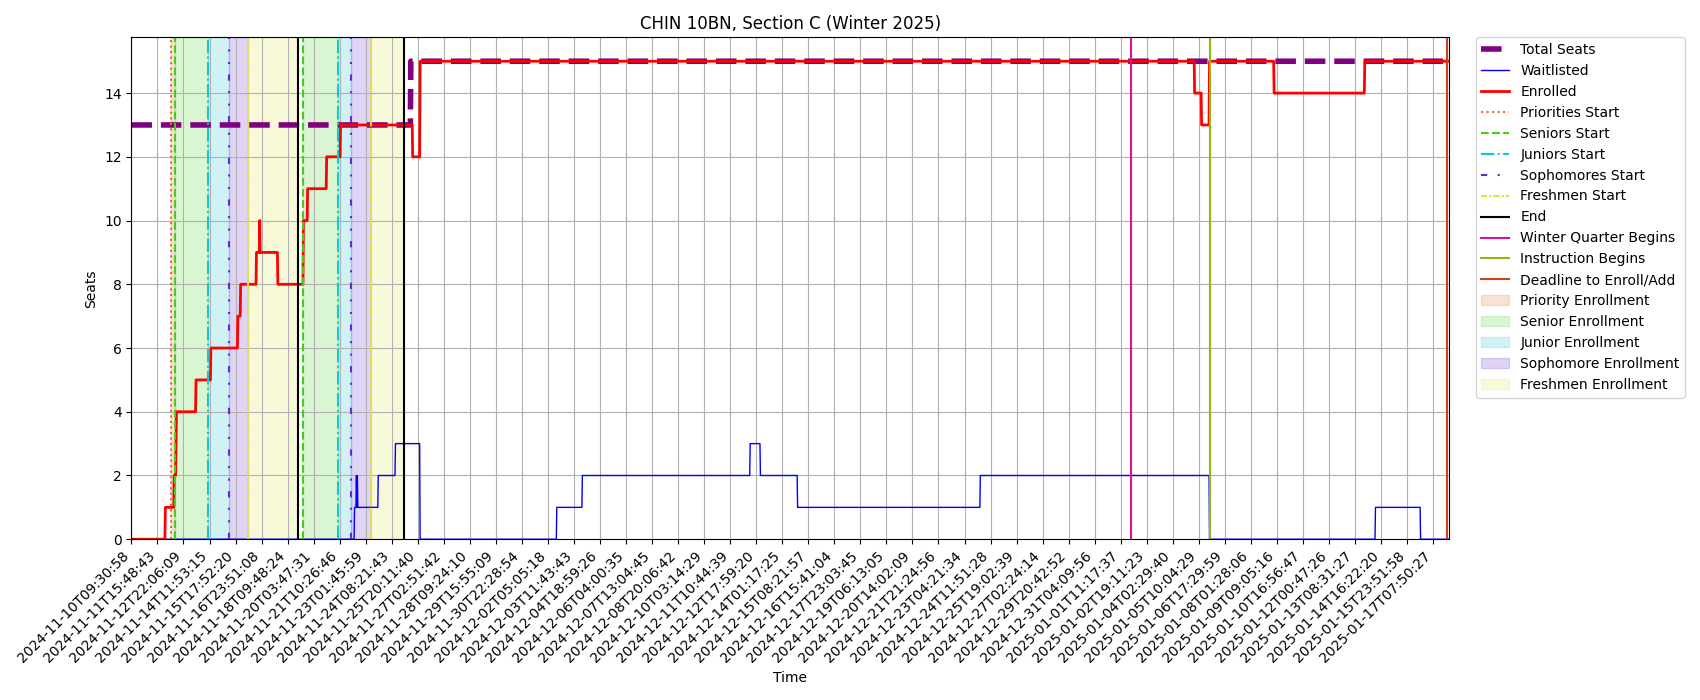 CHIN 10BN, Section C (Winter 2025)
Seats
14
12
10
8
6
4
2
0
2024-11-10T09:30:58
2024-11-11T15:48:43
2024-11-12T22:06:09
2024-11-14T11:53:15
2024-11-15T17:52:20
2024-11-16T23:51:08
2024-11-18T09:48:24
2024-11-20T03:47:31
2024-11-21T10:26:46
2024-11-23T01:45:59
2024-11-24T08:21:43
2024-11-25T20:11:40
2024-11-27T02:51:42
2024-11-28T09:24:10
2024-11-29T15:55:09
2024-11-30T22:28:54
2024-12-02T05:05:18
2024-12-03T11:43:43
2024-12-04T18:59:26
2024-12-06T04:00:35
2024-12-07T13:04:45
2024-12-08T20:06:42
2024-12-10T03:14:29
2024-12-11T10:44:39
2024-12-12T17:59:20
2024-12-14T01:17:25
2024-12-15T08:21:57
2024-12-16T15:41:04
2024-12-17T23:03:45
2024-12-19T06:13:05
2024-12-20T14:02:09
2024-12-21T21:24:56
2024-12-23T04:21:34
2024-12-24T11:51:28
2024-12-25T19:02:39
2024-12-27T02:24:14
2024-12-29T20:42:52
2024-12-31T04:09:56
2025-01-01T11:17:37
2025-01-02T19:11:23
2025-01-04T02:29:40
2025-01-05T10:04:29
2025-01-06T17:29:59
2025-01-08T01:28:06
2025-01-09T09:05:16
2025-01-10T16:56:47
2025-01-12T00:47:26
2025-01-13T08:31:27
2025-01-14T16:22:20
2025-01-15T23:51:58
2025-01-17T07:50:27
Time
Total Seats
Waitlisted
Enrolled
Priorities Start
Seniors Start
Juniors Start
Sophomores Start
Freshmen Start
End
Winter Quarter Begins
Instruction Begins
Deadline to Enroll/Add
Priority Enrollment
Senior Enrollment
Junior Enrollment
Sophomore Enrollment
Freshmen Enrollment